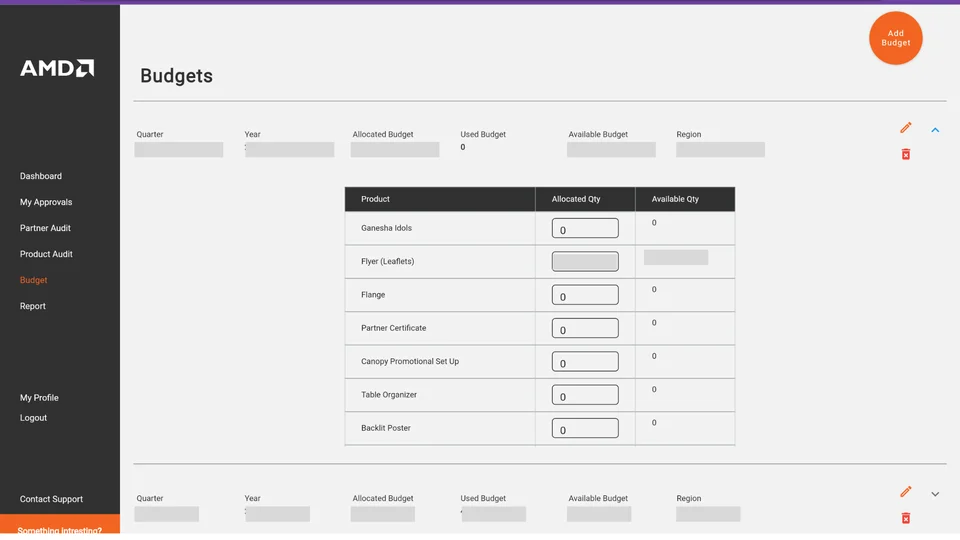 Add
Budget
AMD
Budgets
Quarter Year Allocated Budget Used Budget Available Budget Region
0
Dashboard
My Approvals
Partner Audit
Product Audit
Budget
Report
My Profile
Logout
Contact Support
Something Intresting?
Product Allocated Qty Available Qty
Ganesha Idols 0 0
Flyer (Leaflets)
Flange 0 0
Partner Certificate 0 0
Canopy Promotional Set Up 0 0
Table Organizer 0 0
Backlit Poster 0 0
Quarter Year Allocated Budget Used Budget Available Budget Region